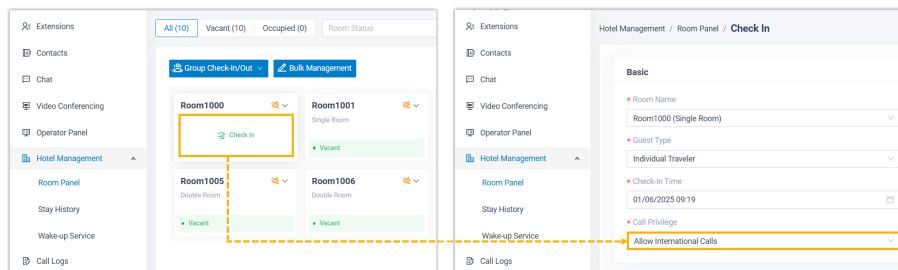 Extensions
Contacts
Chat
Video Conferencing
Operator Panel
Hotel Management
Room Panel
Stay History
Wake-up Service
Call Logs
All (10) Vacant (10) Occupied (0) Room Status
Group Check-In/Out Bulk Management
Room1000 Room1001
Single Room
Check In
• Vacant
Room1005 Room1006
Double Room Double Room
• Vacant • Vacant
Extensions
Contacts
Chat
Video Conferencing
Operator Panel
Hotel Management
Room Panel
Stay History
Wake-up Service
Call Logs
Hotel Management / Room Panel / Check In
Basic
* Room Name
Room1000 (Single Room)
* Guest Type
Individual Traveler
* Check-In Time
01/06/2025 09:19
* Call Privilege
Allow International Calls